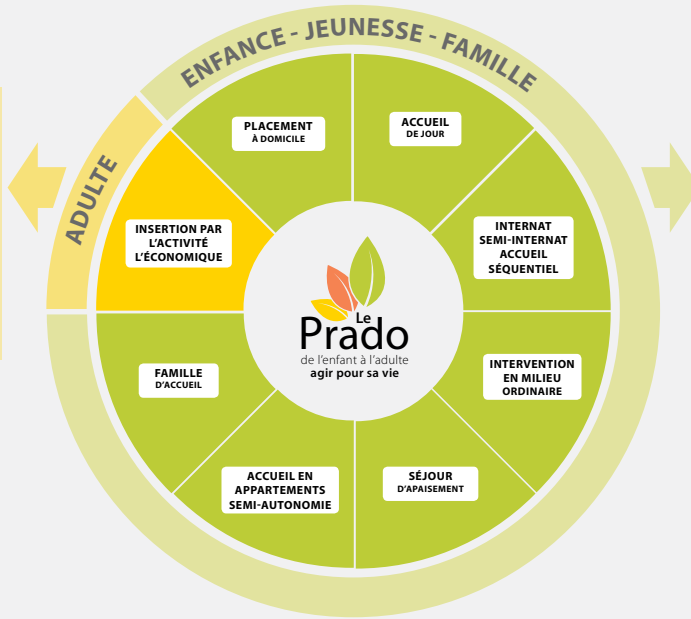 ENFANCE - JEUNESSE - FAMILLE
ADULTE
PLACEMENT
À DOMICILE
ACCUEIL
DE JOUR
INSERTION PAR
L'ACTIVITÉ
L'ÉCONOMIQUE
INTERNAT
SEMI-INTERNAT
ACCUEIL
SÉQUENTIEL
Le
Prado
de l'enfant à l'adulte
agir pour sa vie
FAMILLE
D'ACCUEIL
INTERVENTION
EN MILIEU
ORDINAIRE
ACCUEIL EN
APPARTEMENTS
SEMI-AUTONOMIE
SÉJOUR
D'APAISEMENT